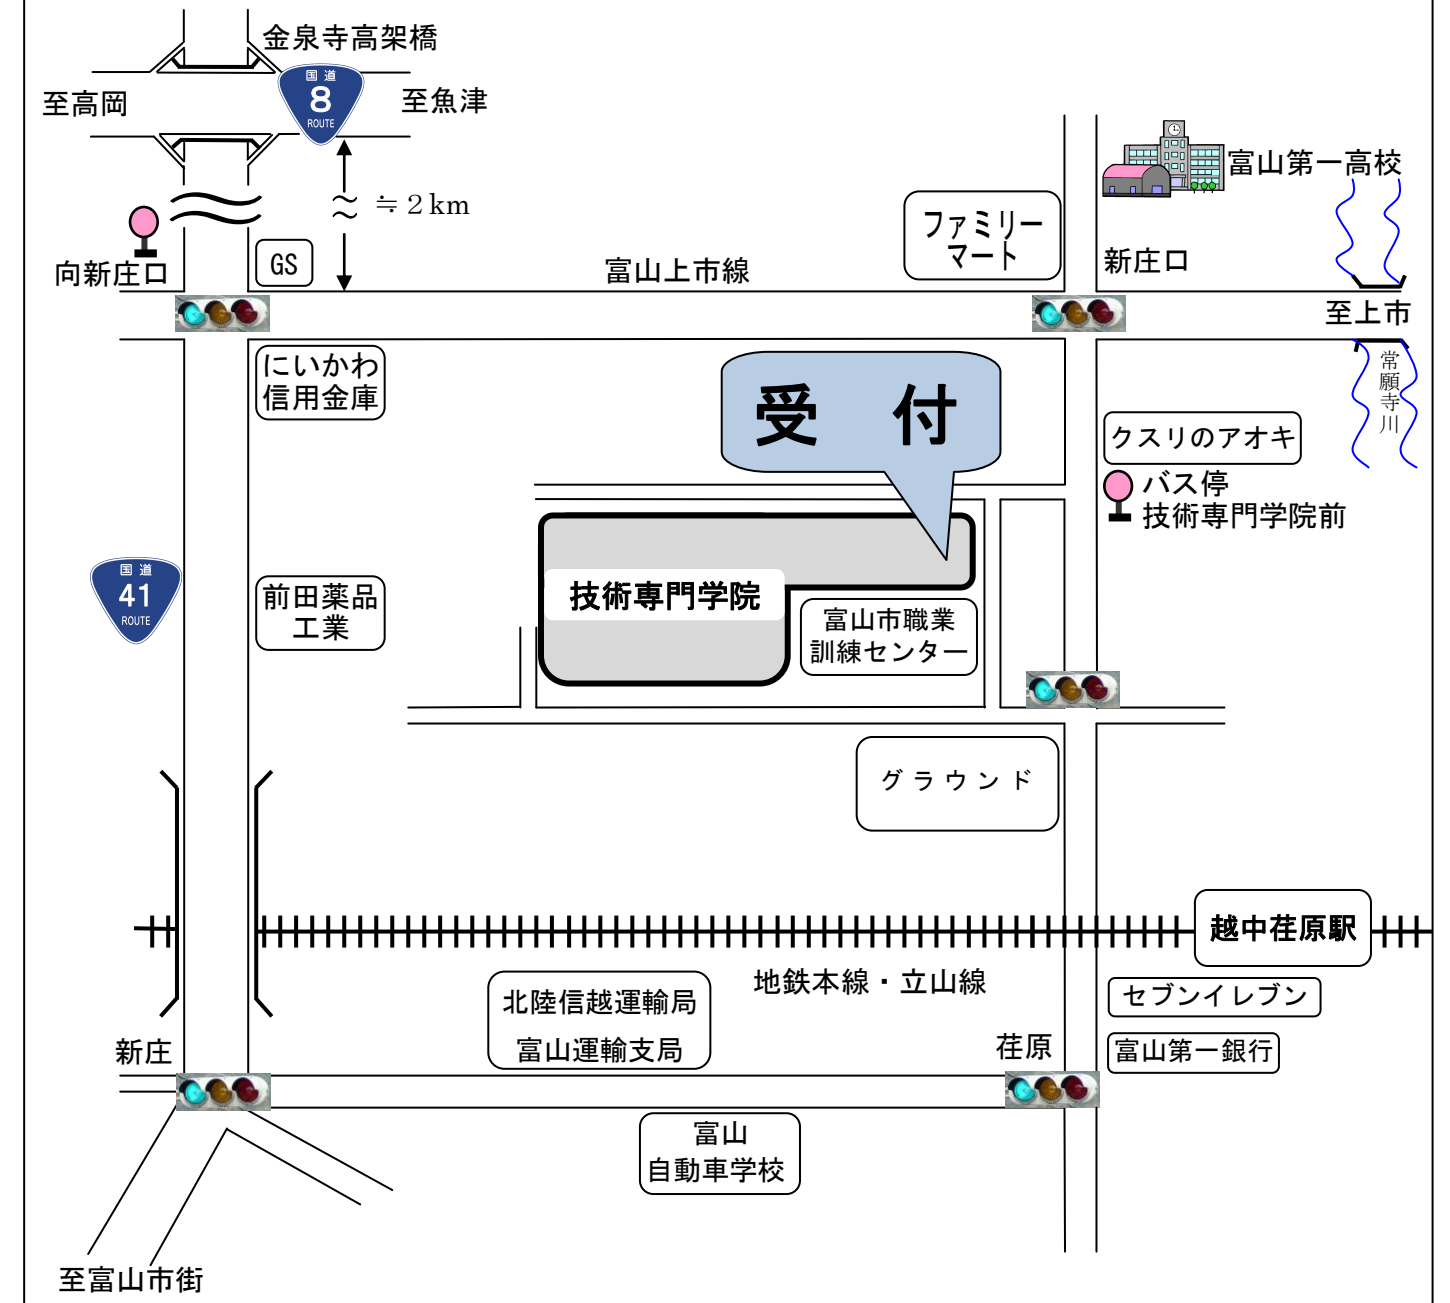 金泉寺高架橋
国道
8
ROUTE
至高岡
至魚津
≒2km
富山第一高校
ファミリー
マート
向新庄口
GS
富山上市線
新庄口
至上市
にいかわ
信用金庫
受 付
常願寺川
クスリのアオキ
バス停
技術専門学院前
国道
41
ROUTE
前田薬品
工業
技術専門学院
富山市職業
訓練センター
グラウンド
越中荏原駅
地鉄本線・立山線
北陸信越運輸局
富山運輸支局
セブンイレブン
新庄
荏原
富山第一銀行
富山
自動車学校
至富山市街